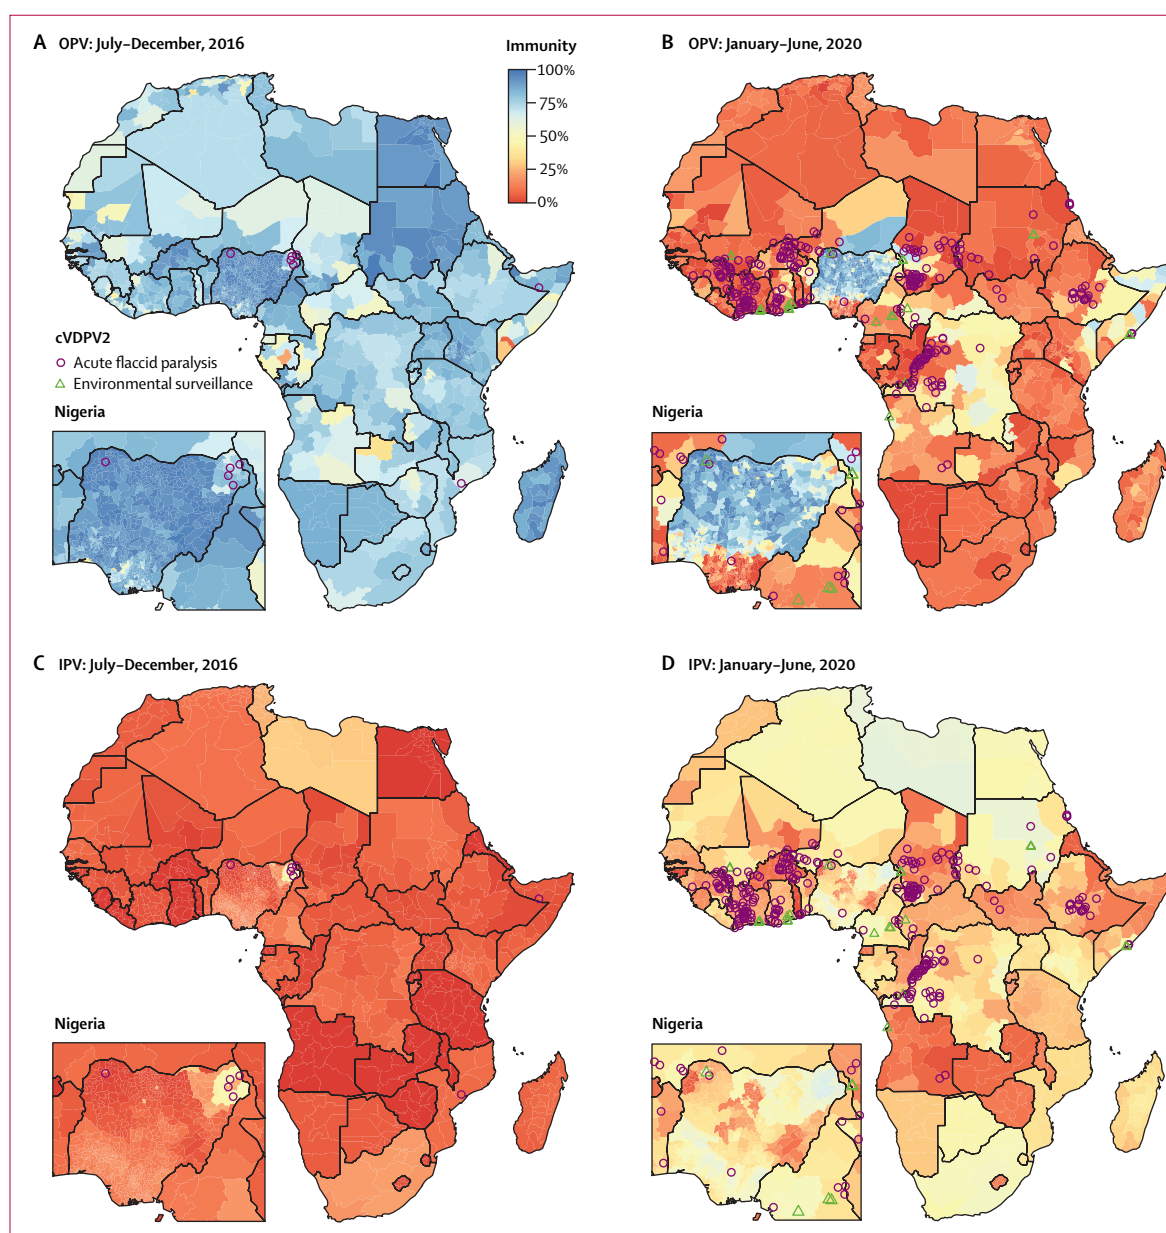 A OPV: July–December, 2016
Immunity
100%
75%
50%
25%
0%
cVDPV2
Acute flaccid paralysis
Environmental surveillance
Nigeria
B OPV: January–June, 2020
Nigeria
C IPV: July–December, 2016
Nigeria
D IPV: January–June, 2020
Nigeria